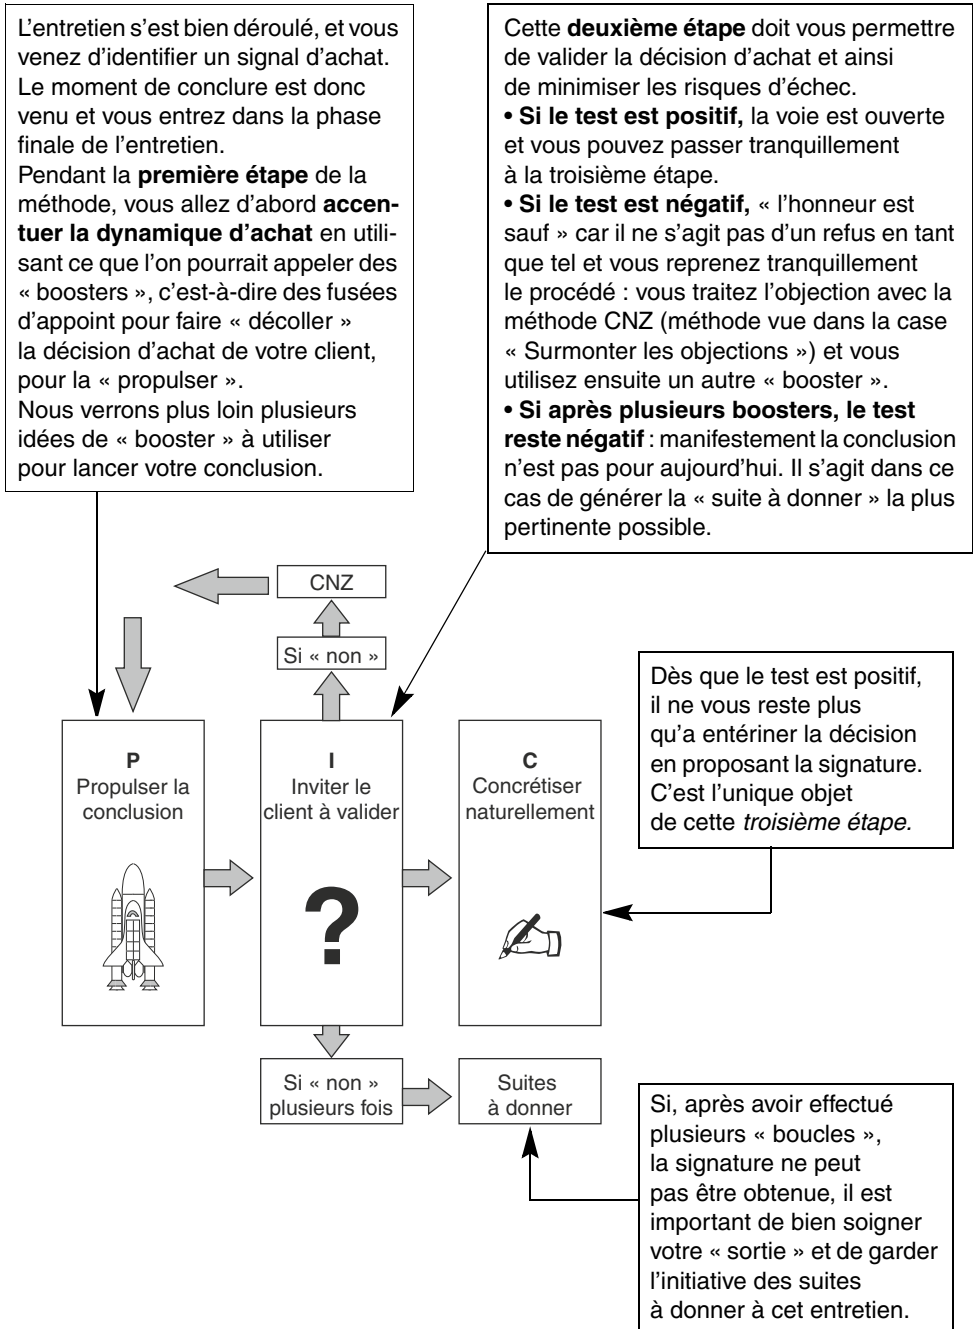 L'entretien s'est bien déroulé, et vous
venez d'identifier un signal d'achat.
Le moment de conclure est donc
venu et vous entrez dans la phase
finale de l'entretien.
Pendant la première étape de la
méthode, vous allez d'abord accen-
tuer la dynamique d'achat en utili-
sant ce que l'on pourrait appeler des
« boosters », c'est-à-dire des fusées
d'appoint pour faire « décoller »
la décision d'achat de votre client,
pour la « propulser ».
Nous verrons plus loin plusieurs
idées de « booster » à utiliser
pour lancer votre conclusion.
Cette deuxième étape doit vous permettre
de valider la décision d'achat et ainsi
de minimiser les risques d'échec.
• Si le test est positif, la voie est ouverte
et vous pouvez passer tranquillement
à la troisième étape.
• Si le test est négatif, « l'honneur est
sauf » car il ne s'agit pas d'un refus en tant
que tel et vous reprenez tranquillement
le procédé : vous traitez l'objection avec la
méthode CNZ (méthode vue dans la case
« Surmonter les objections ») et vous
utilisez ensuite un autre « booster ».
• Si après plusieurs boosters, le test
reste négatif : manifestement la conclusion
n'est pas pour aujourd'hui. Il s'agit dans ce
cas de générer la « suite à donner » la plus
pertinente possible.
CNZ
Si « non »
P
Propulser la
conclusion
I
Inviter le
client à valider
?
C
Concrétiser
naturellement
Dès que le test est positif,
il ne vous reste plus
qu'a entériner la décision
en proposant la signature.
C'est l'unique objet
de cette troisième étape.
Si « non »
plusieurs fois
Suites
à donner
Si, après avoir effectué
plusieurs « boucles »,
la signature ne peut
pas être obtenue, il est
important de bien soigner
votre « sortie » et de garder
l'initiative des suites
à donner à cet entretien.